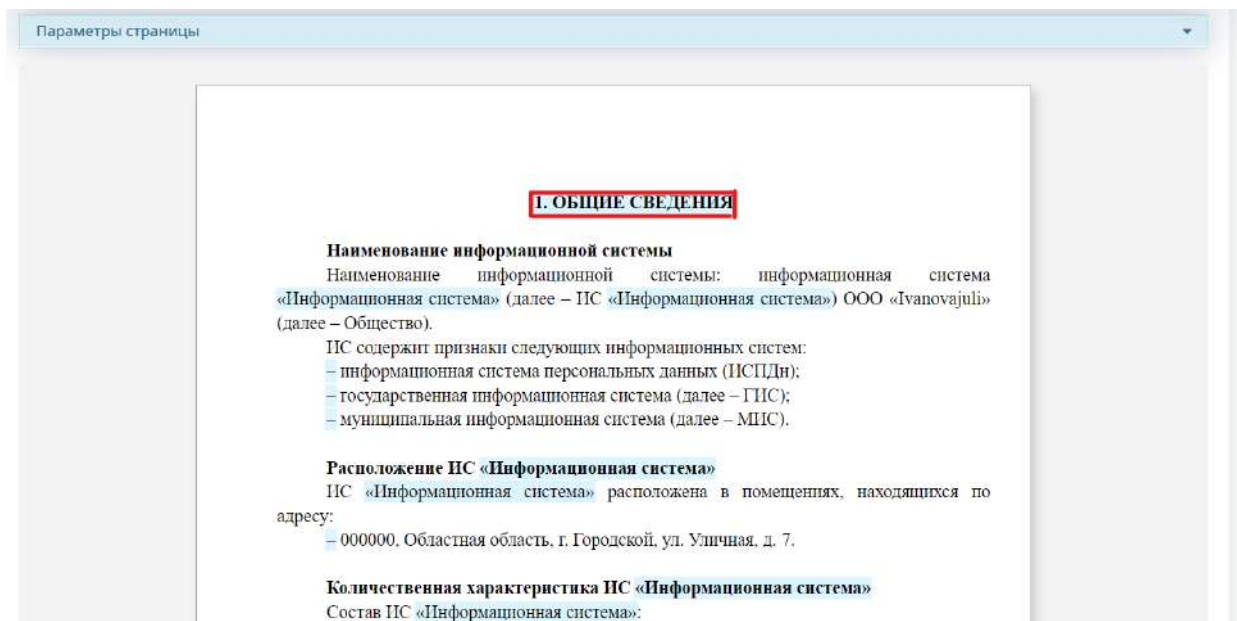 Параметры страницы
1. ОБЩИЕ СВЕДЕНИЯ
Наименование информационной системы
Наименование информационной системы: информационная система
«Информационная система» (далее – ИС «Информационная система») ООО «Ivanovajuli»
(далее – Общество).
ИС содержит признаки следующих информационных систем:
– информационная система персональных данных (ИСПДн);
– государственная информационная система (далее – ГИС);
– муниципальная информационная система (далее – МИС).
Расположение ИС «Информационная система»
ИС «Информационная система» расположена в помещениях, находящихся по
адресу:
– 000000, Областная область, г. Городской, ул. Уличная, д. 7.
Количественная характеристика ИС «Информационная система»
Состав ИС «Информационная система»: